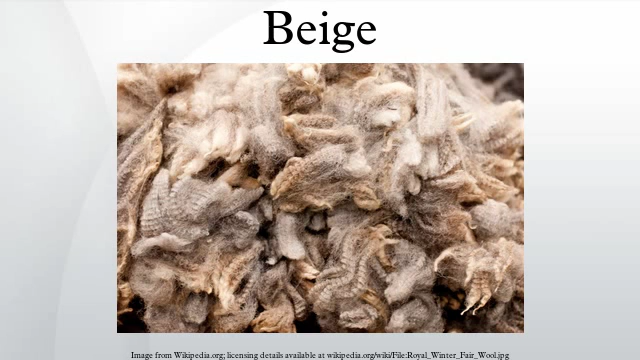 Beige
Image from Wikipedia.org; licensing details available at wikipedia.org/wiki/File:Royal_Winter_Fair_Wool.jpg